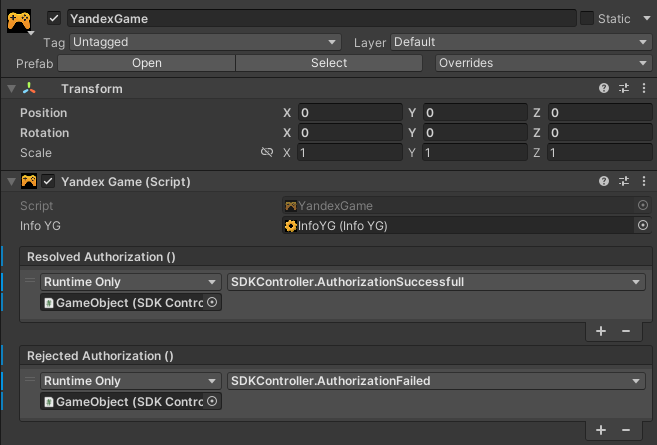 YandexGame Static
Tag Untagged Layer Default
Prefab Open Select Overrides
Transform
Position X 0 Y 0 Z 0
Rotation X 0 Y 0 Z 0
Scale X 1 Y 1 Z 1
Yandex Game (Script)
Script YandexGame
Info YG InfoYG (Info YG)
Resolved Authorization ()
Runtime Only SDKController.AuthorizationSuccessfull
GameObject (SDK Contro
Rejected Authorization ()
Runtime Only SDKController.AuthorizationFailed
GameObject (SDK Contro